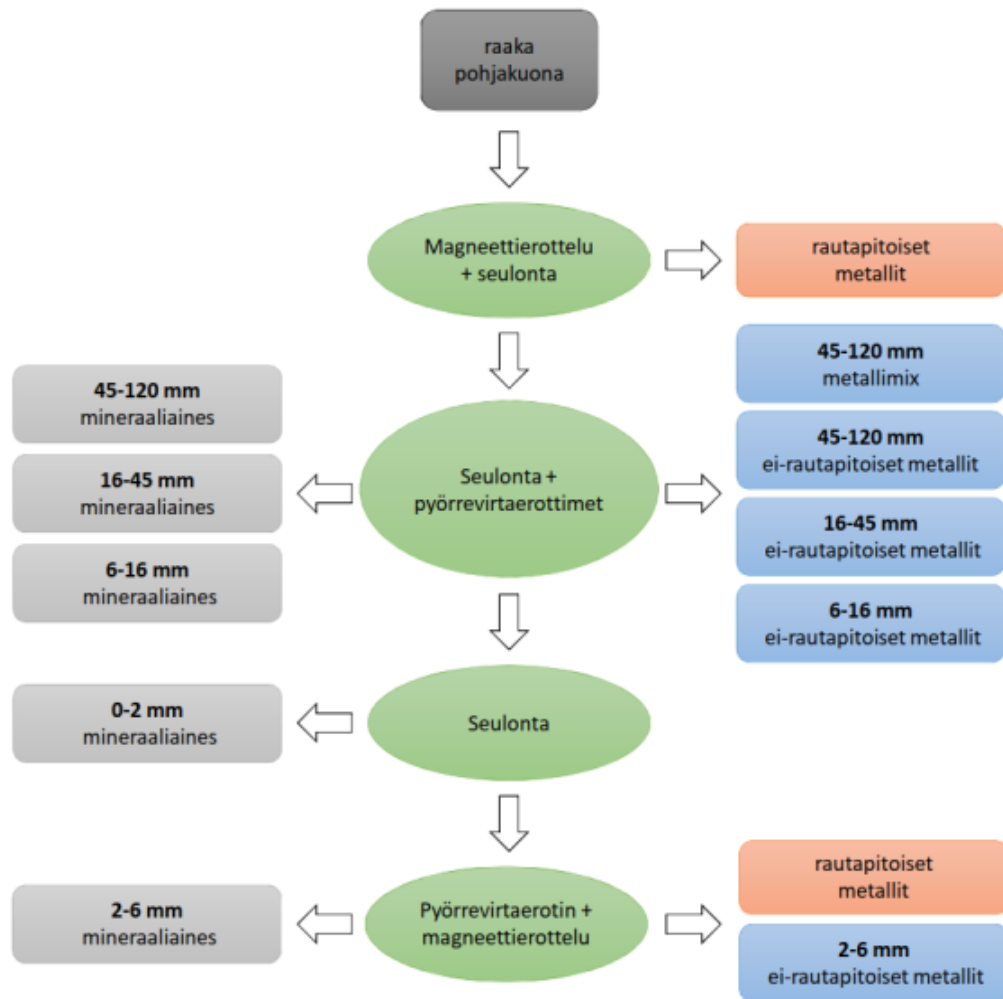 raaka
pohjakuona
Magneettierottelu
+ seulonta
rautapitoiset
metallit
45-120 mm
mineraaliaines
16-45 mm
mineraaliaines
6-16 mm
mineraaliaines
Seulonta +
pyörrevirtaerottimet
45-120 mm
metallimix
45-120 mm
ei-rautapitoiset metallit
16-45 mm
ei-rautapitoiset metallit
6-16 mm
ei-rautapitoiset metallit
0-2 mm
mineraaliaines
Seulonta
2-6 mm
mineraaliaines
Pyörrevirtaerotin +
magneettierottelu
rautapitoiset
metallit
2-6 mm
ei-rautapitoiset metallit